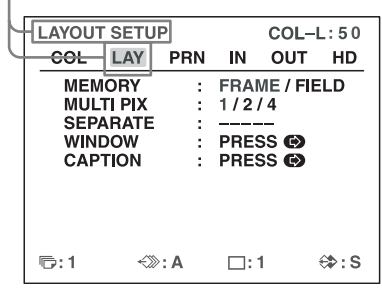 LAYOUT SETUP COL–L: 50
COL LAY PRN IN OUT HD
MEMORY : FRAME / FIELD
MULTI PIX : 1 / 2 / 4
SEPARATE : –––––
WINDOW : PRESS
CAPTION : PRESS
:1 : A :1 : S